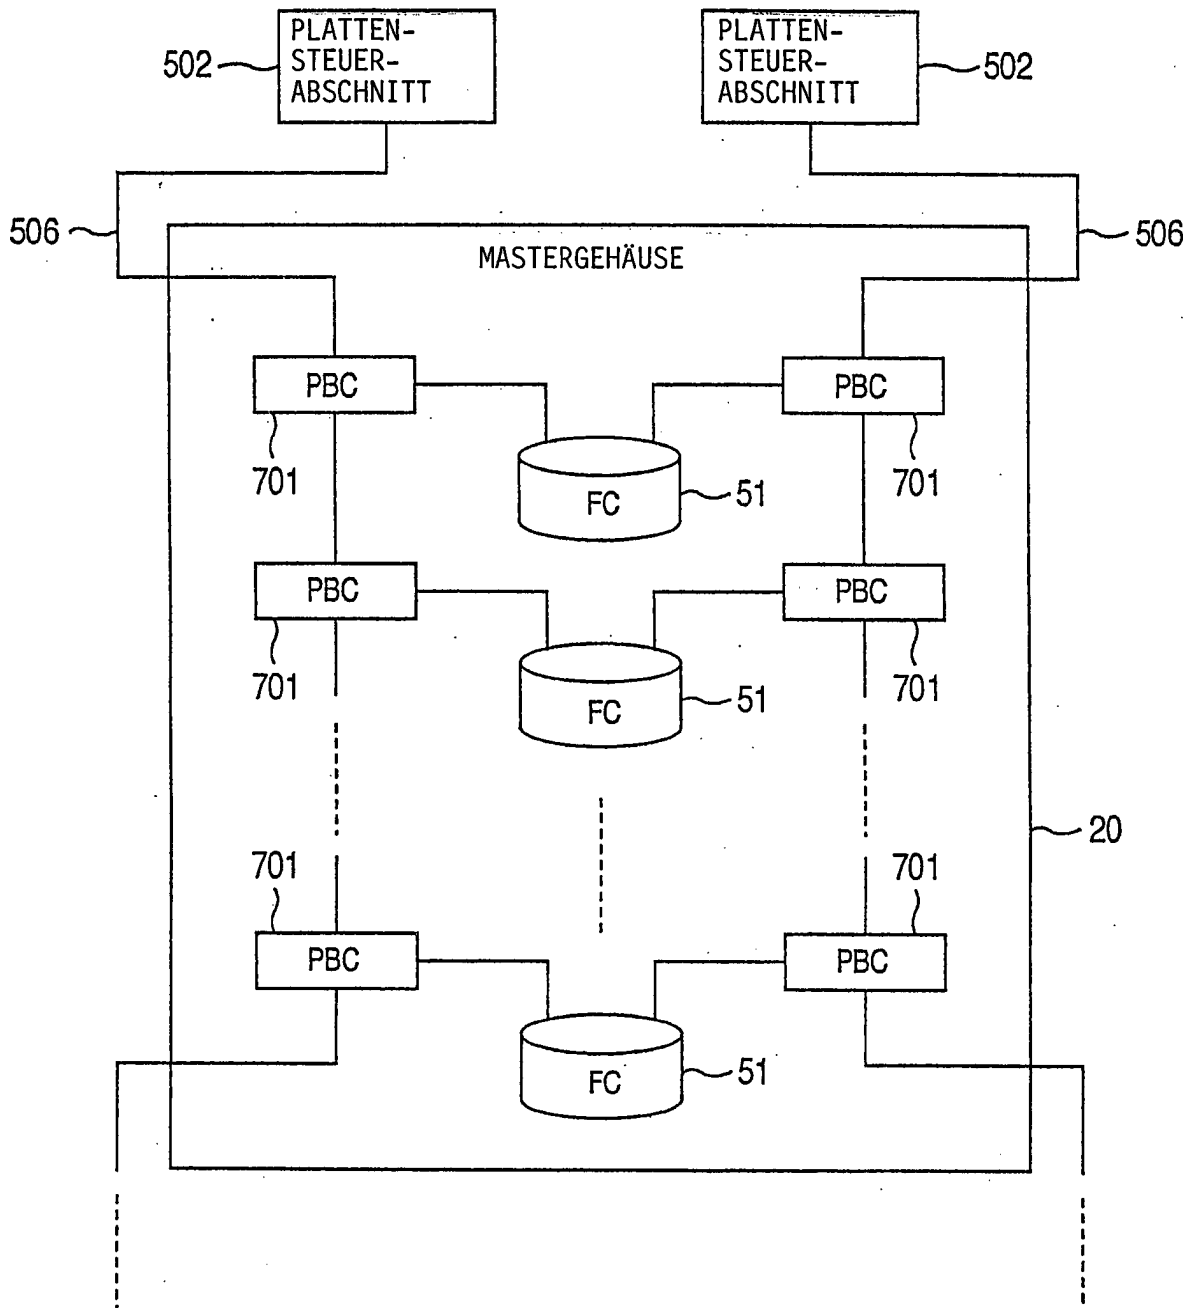 PLATTEN-
STEUER-
ABSCHNITT
502
PLATTEN-
STEUER-
ABSCHNITT
502
506
506
MASTERGEHÄUSE
PBC
PBC
701
FC
51
701
PBC
PBC
701
FC
51
701
20
701
701
PBC
PBC
FC
51